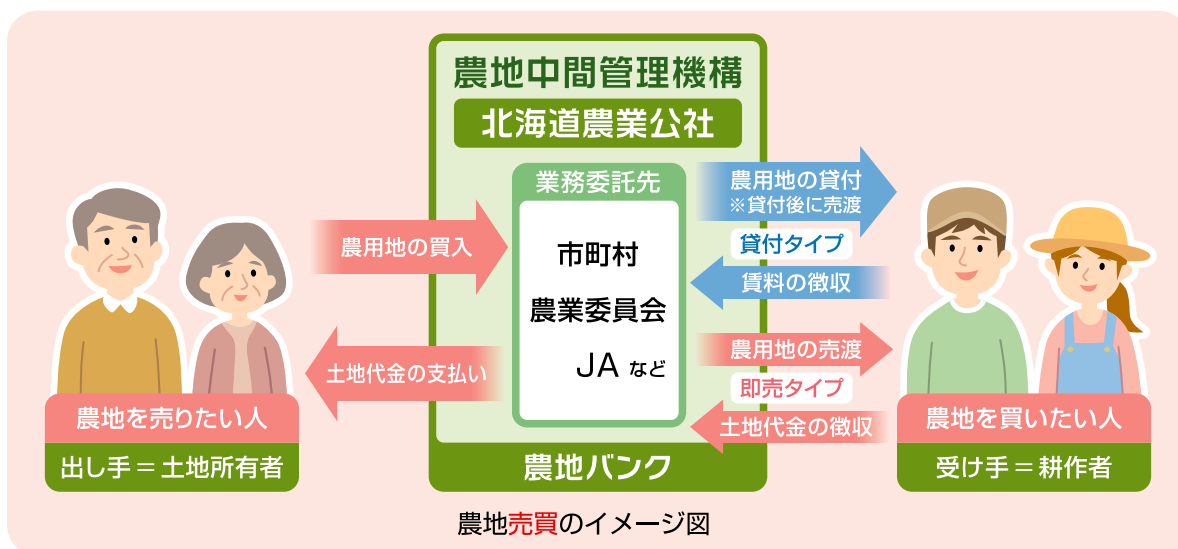 農地中間管理機構
北海道農業公社
業務委託先
市町村
農業委員会
JA など
農地バンク
農用地の買入
土地代金の支払い
農地を売りたい人
出し手＝土地所有者
農用地の貸付
※貸付後に売渡
貸付タイプ
賃料の徴収
農用地の売渡
即売タイプ
土地代金の徴収
農地を買いたい人
受け手＝耕作者
農地売買のイメージ図